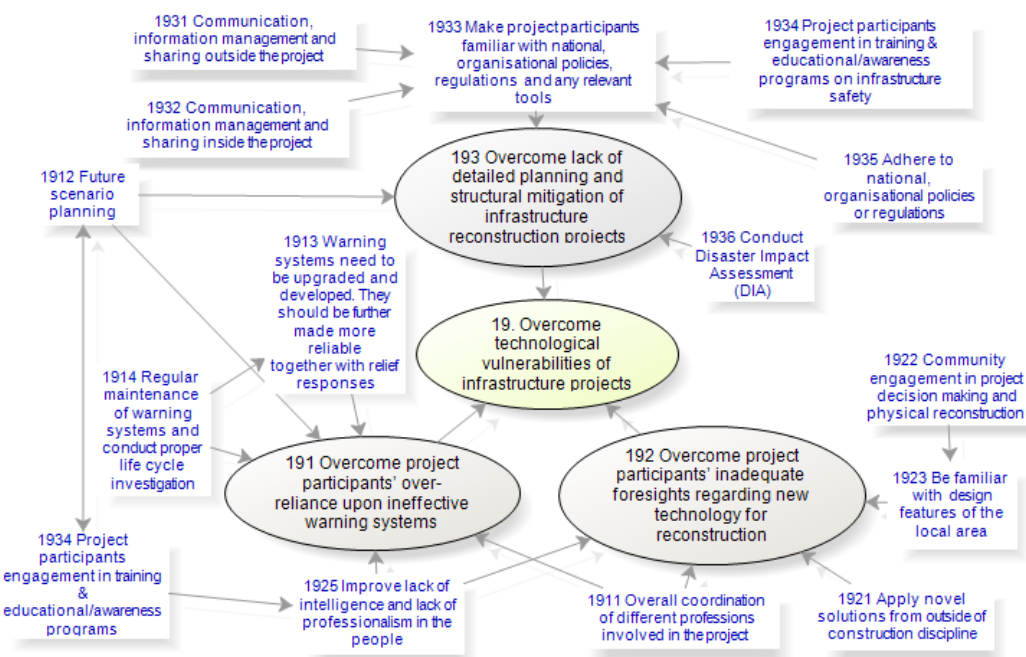 1931 Communication,
information management and
sharing outside the project
1933 Make project participants
familiar with national,
organisational policies,
regulations and any relevant
tools
1934 Project participants
engagement in training &
educational/awareness
programs on infrastructure
safety
1932 Communication,
information management and
sharing inside the project
193 Overcome lack of
detailed planning and
structural mitigation of
infrastructure
reconstruction projects
1935 Adhere to
national,
organisational policies
or regulations
1912 Future
scenario
planning
1913 Warning
systems need to
be upgraded and
developed. They
should be further
made more
reliable
together with relief
responses
1936 Conduct
Disaster Impact
Assessment
(DIA)
19. Overcome
technological
vulnerabilities of
infrastructure projects
1914 Regular
maintenance
of warning
systems and
conduct proper
life cycle
investigation
1922 Community
engagement in project
decision making and
physical reconstruction
191 Overcome project
participants' over-
reliance upon ineffective
warning systems
192 Overcome project
participants' inadequate
foresights regarding new
technology for
reconstruction
1923 Be familiar
with design
features of the
local area
1934 Project
participants
engagement in training
&
educational/awareness
programs
1925 Improve lack of
intelligence and lack of
professionalism in the
people
1911 Overall coordination
of different professions
involved in the project
1921 Apply novel
solutions from outside of
construction discipline